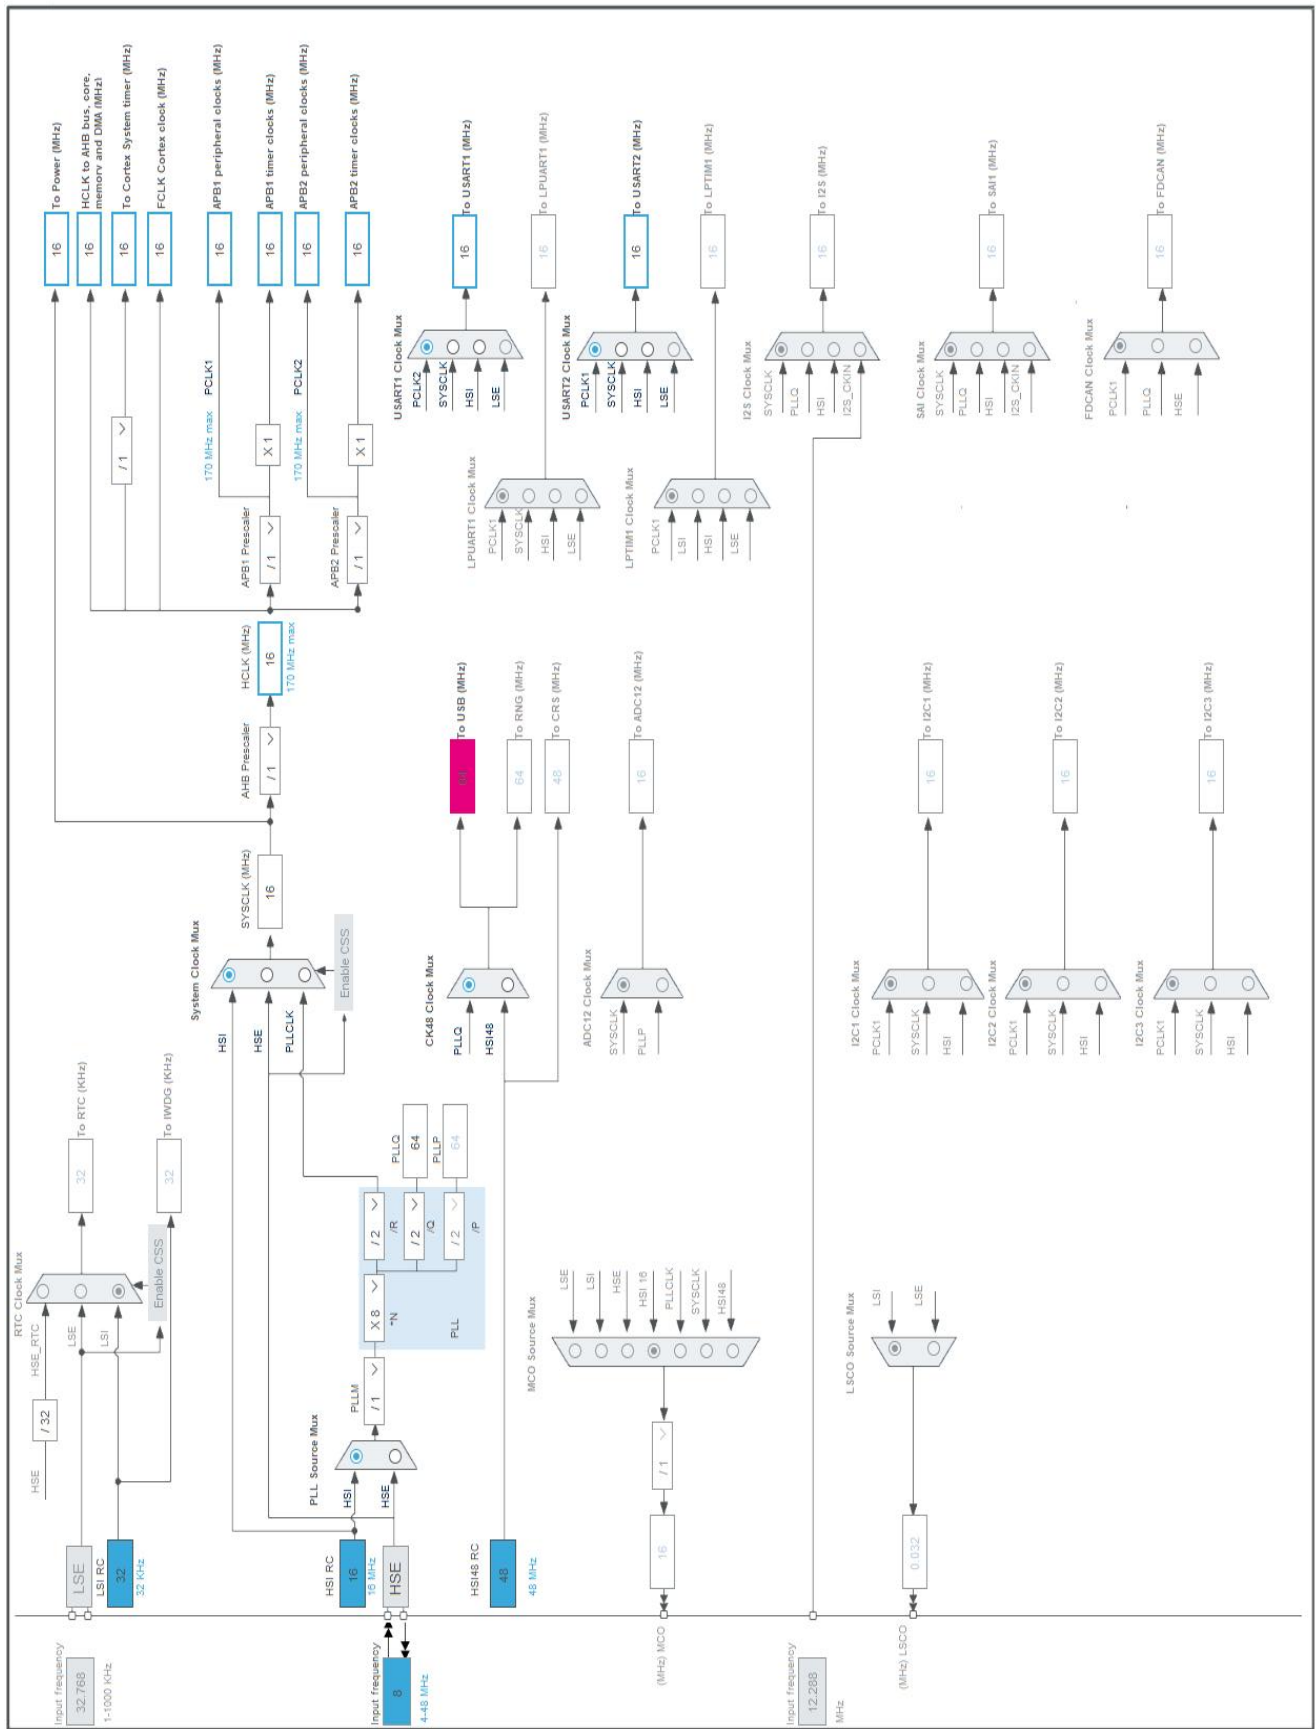 Input frequency
32.768
1-1000 KHz
LSE
LSI RC
32
32 KHz
HSE
/ 32
HSE_RTC
LSE
LSI
RTC Clock Mux
Enable CSS
32
To RTC (KHz)
32
To IWDG (KHz)
Input frequency
8
4-48 MHz
HSI RC
16
16 MHz
HSE
HSI48 RC
48
48 MHz
PLL Source Mux
HSI
HSE
PLLM
/ 1
X 8
*N
PLL
/ 2
/R
/ 2
/Q
/ 2
/P
PLLQ
64
PLLP
64
System Clock Mux
HSI
HSE
PLLCLK
Enable CSS
SYSCLK (MHz)
16
AHB Prescaler
/ 1
HCLK (MHz)
16
170 MHz max
APB1 Prescaler
/ 1
APB2 Prescaler
/ 1
/ 1
X 1
X 1
170 MHz max
PCLK1
170 MHz max
PCLK2
16
To Power (MHz)
16
HCLK to AHB bus, core,
memory and DMA (MHz)
16
To Cortex System timer (MHz)
16
FCLK Cortex clock (MHz)
16
APB1 peripheral clocks (MHz)
16
APB1 timer clocks (MHz)
16
APB2 peripheral clocks (MHz)
16
APB2 timer clocks (MHz)
CK48 Clock Mux
PLLQ
HSI48
To USB (MHz)
64
To RNG (MHz)
48
To CRS (MHz)
ADC12 Clock Mux
SYSCLK
PLLP
16
To ADC12 (MHz)
USART1 Clock Mux
PCLK2
SYSCLK
HSI
LSE
16
To USART1 (MHz)
LPUART1 Clock Mux
PCLK1
SYSCLK
HSI
LSE
16
To LPUART1 (MHz)
USART2 Clock Mux
PCLK1
SYSCLK
HSI
LSE
16
To USART2 (MHz)
LPTIM1 Clock Mux
PCLK1
LSI
HSI
LSE
16
To LPTIM1 (MHz)
I2S Clock Mux
SYSCLK
PLLQ
HSI
I2S_CKIN
16
To I2S (MHz)
SAI Clock Mux
SYSCLK
PLLQ
HSI
I2S_CKIN
16
To SAI1 (MHz)
FDCAN Clock Mux
PCLK1
PLLQ
HSE
16
To FDCAN (MHz)
(MHz) MCO
16
/ 1
MCO Source Mux
LSE
LSI
HSE
HSI 16
PLLCLK
SYSCLK
HSI48
Input frequency
12.288
MHz
(MHz) LSCO
0.032
LSCO Source Mux
LSI
LSE
I2C1 Clock Mux
PCLK1
SYSCLK
HSI
16
To I2C1 (MHz)
I2C2 Clock Mux
PCLK1
SYSCLK
HSI
16
To I2C2 (MHz)
I2C3 Clock Mux
PCLK1
SYSCLK
HSI
16
To I2C3 (MHz)